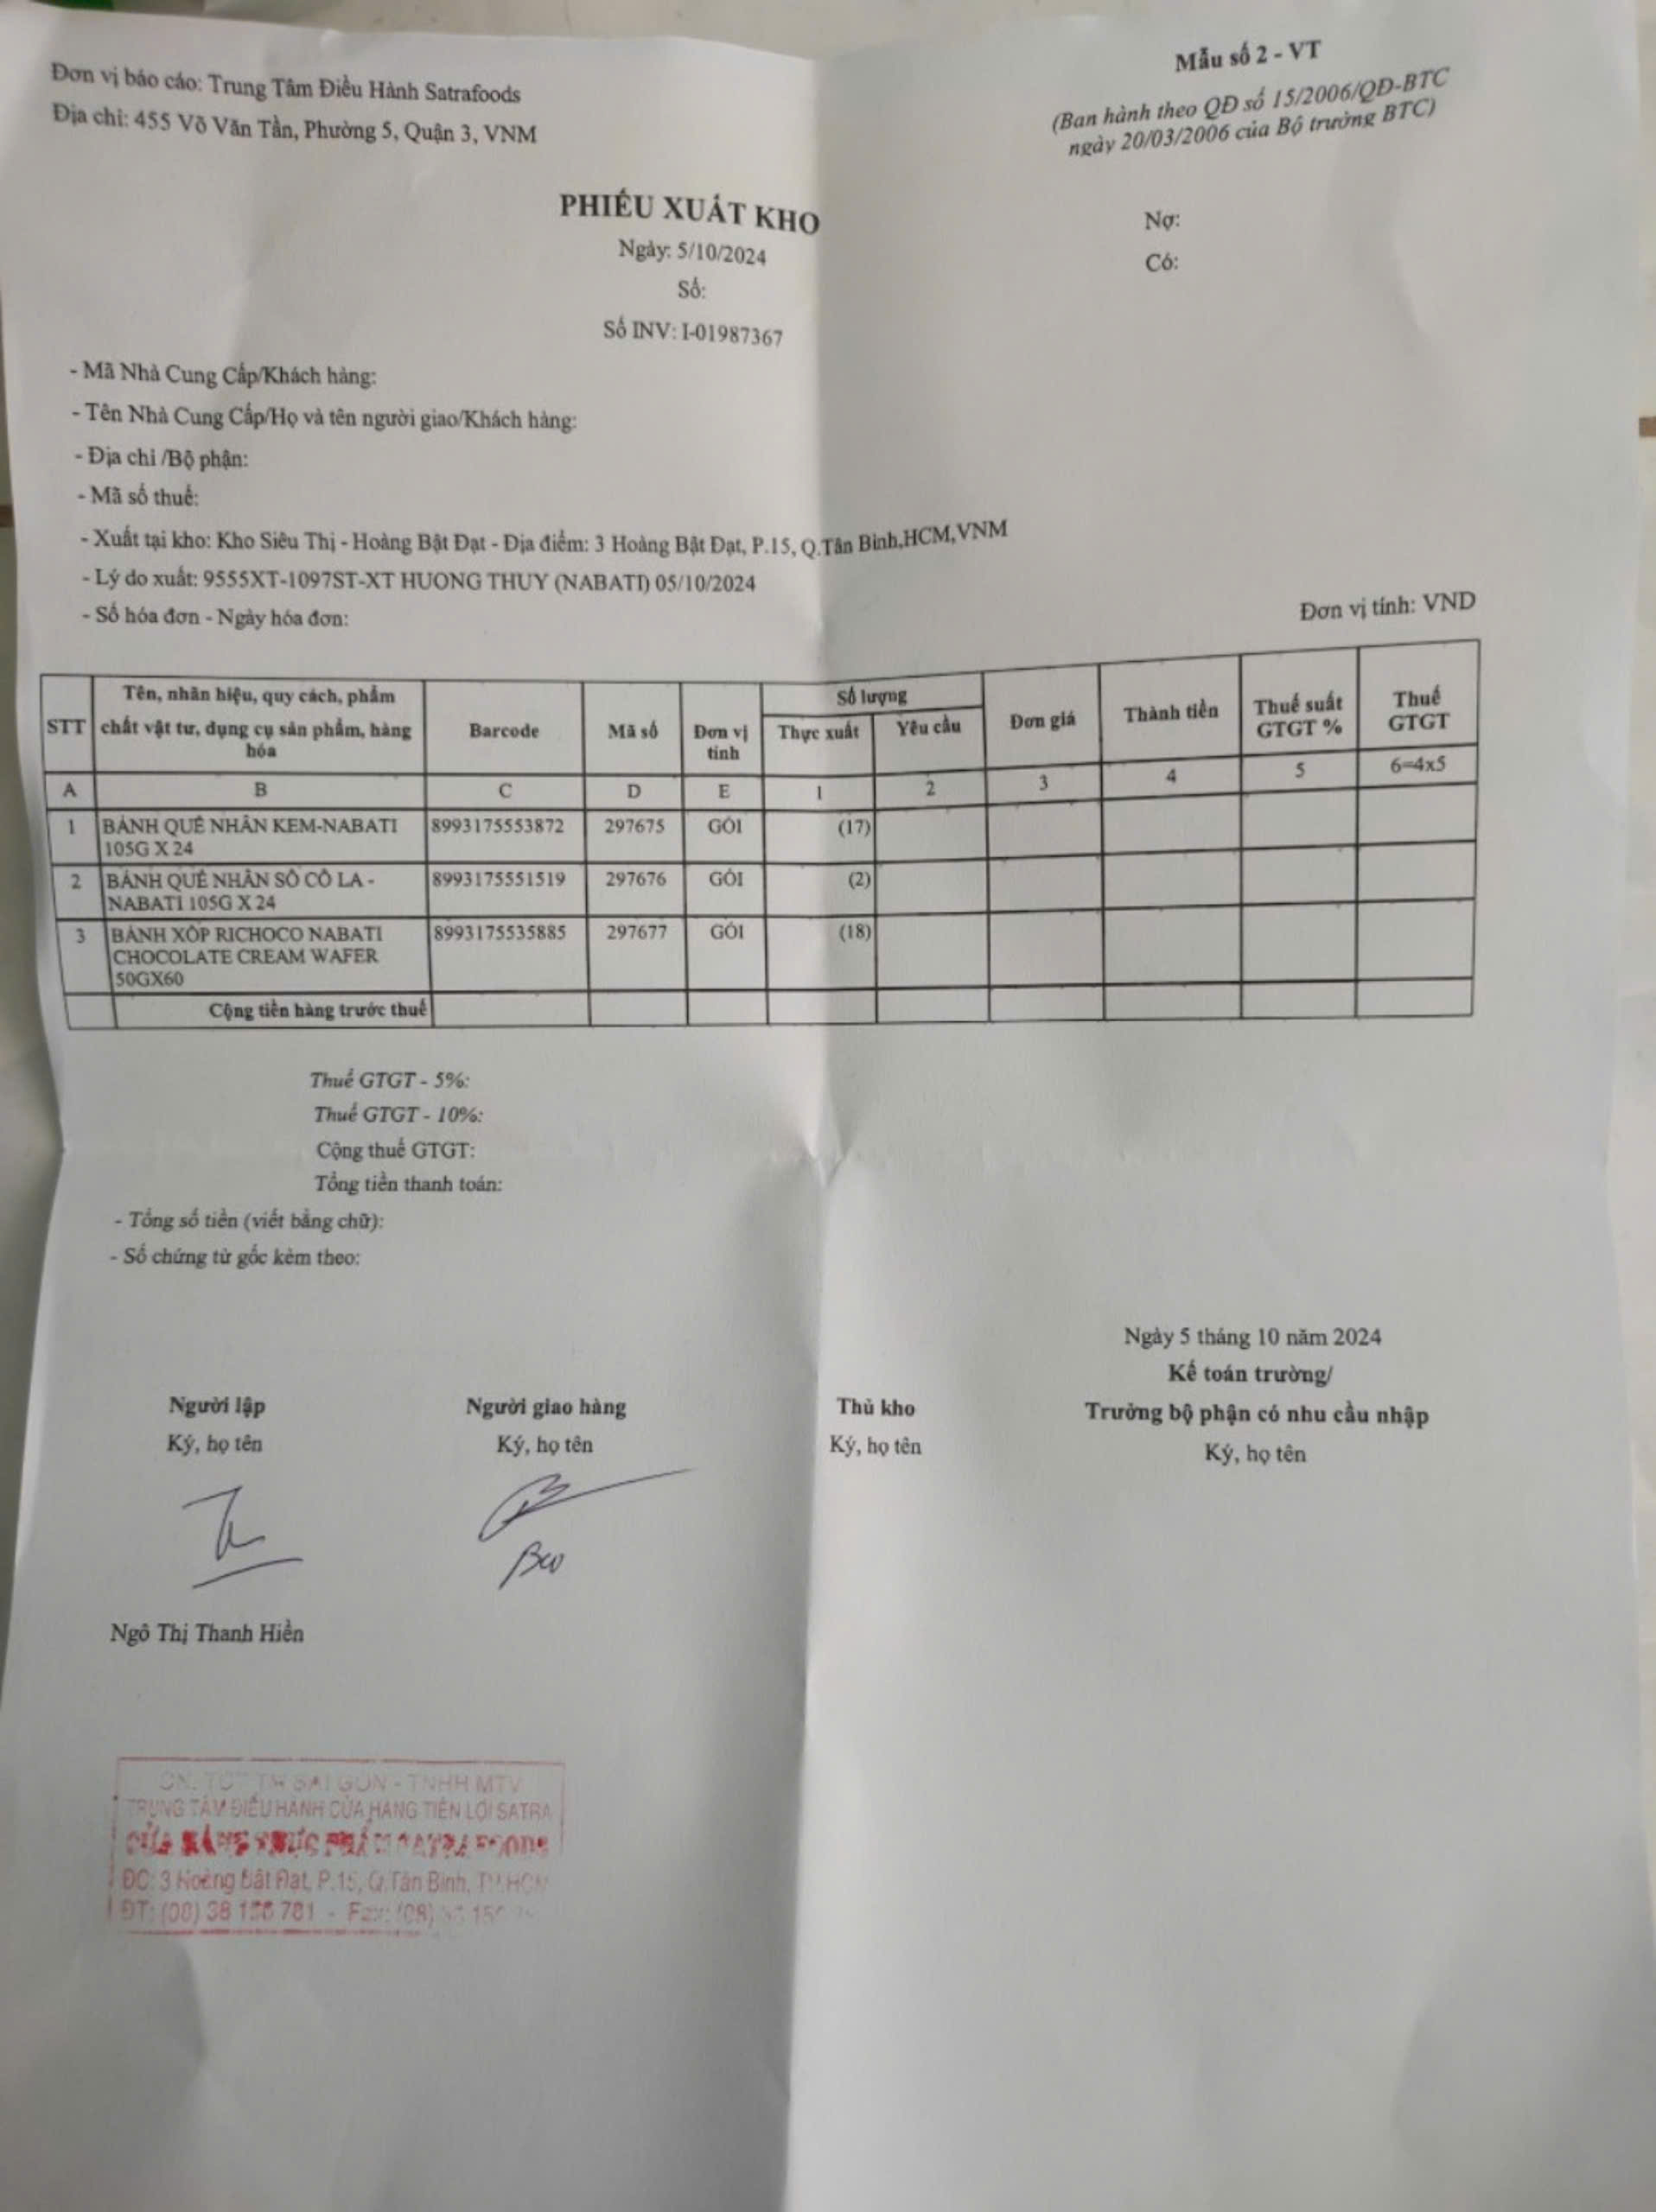 Đơn vị báo cáo: Trung Tâm Điều Hành Satrafoods
Địa chỉ: 455 Võ Văn Tần, Phường 5, Quận 3, VNM
Mẫu số 2 - VT
(Ban hành theo QĐ số 15/2006/QĐ-BTC
ngày 20/03/2006 của Bộ trưởng BTC)
PHIẾU XUẤT KHO
Ngày: 5/10/2024
Số:
Số INV: I-01987367
Nợ:
Có:
- Mã Nhà Cung Cấp/Khách hàng:
- Tên Nhà Cung Cấp/Họ và tên người giao/Khách hàng:
- Địa chỉ /Bộ phận:
- Mã số thuế:
- Xuất tại kho: Kho Siêu Thị - Hoàng Bật Đạt - Địa điểm: 3 Hoàng Bật Đạt, P.15, Q.Tân Bình,HCM,VNM
- Lý do xuất: 9555XT-1097ST-XT HUONG THUY (NABATI) 05/10/2024
- Số hóa đơn - Ngày hóa đơn:
Đơn vị tính: VND
STT Tên, nhãn hiệu, quy cách, phẩm chất vật tư, dụng cụ sản phẩm, hàng hóa Barcode Mã số Đơn vị tính Số lượng Thực xuất Yêu cầu Đơn giá Thành tiền Thuế suất GTGT % Thuế GTGT
A B C D E 1 2 3 4 5 6=4x5
1 BÁNH QUẾ NHÂN KEM-NABATI 8993175553872 297675 GÓI (17)
105G X 24
2 BÁNH QUẾ NHÂN SÔ CÔ LA - 8993175551519 297676 GÓI (2)
NABATI 105G X 24
3 BÁNH XỐP RICHOCO NABATI 8993175535885 297677 GÓI (18)
CHOCOLATE CREAM WAFER
50GX60
Cộng tiền hàng trước thuế
Thuế GTGT - 5%:
Thuế GTGT - 10%:
Cộng thuế GTGT:
Tổng tiền thanh toán:
- Tổng số tiền (viết bằng chữ):
- Số chứng từ gốc kèm theo:
Ngày 5 tháng 10 năm 2024
Kế toán trường/
Người lập Người giao hàng Thủ kho Trưởng bộ phận có nhu cầu nhập
Ký, họ tên Ký, họ tên Ký, họ tên Ký, họ tên
Ngô Thị Thanh Hiền
SÀI GÒN - TNHH MTV
TRUNG TÂM ĐIỀU HÀNH CỬA HÀNG TIỆN LỢI SATRA
CỬA HÀNG THỰC PHẨM SATRA FOODS
ĐC: 3 Hoàng Bật Đạt, P.15, Q.Tân Bình, TP.HCM